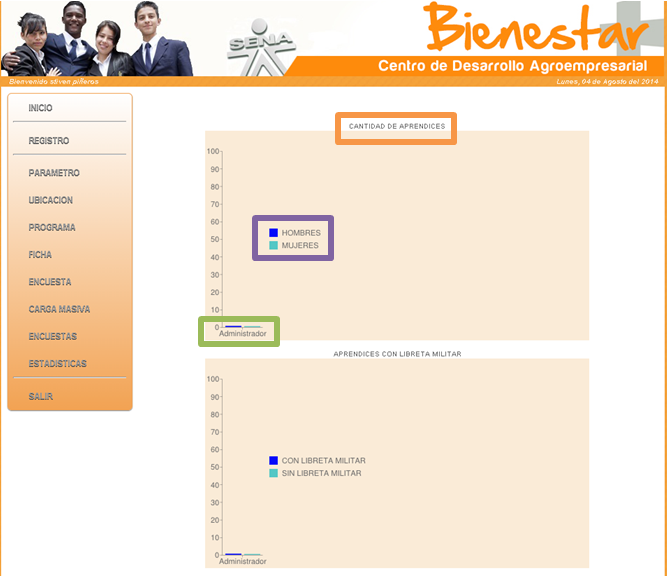 SENA
Bienestar
Centro de Desarrollo Agroempresarial
Bienvenido stiven piñeros
Lunes, 04 de Agosto del 2014
INICIO
REGISTRO
PARAMETRO
UBICACION
PROGRAMA
FICHA
ENCUESTA
CARGA MASIVA
ENCUESTAS
ESTADISTICAS
SALIR
CANTIDAD DE APRENDICES
100
90
80
70
60
50
40
30
20
10
0
HOMBRES
MUJERES
Administrador
APRENDICES CON LIBRETA MILITAR
100
90
80
70
60
50
40
30
20
10
0
CON LIBRETA MILITAR
SIN LIBRETA MILITAR
Administrador